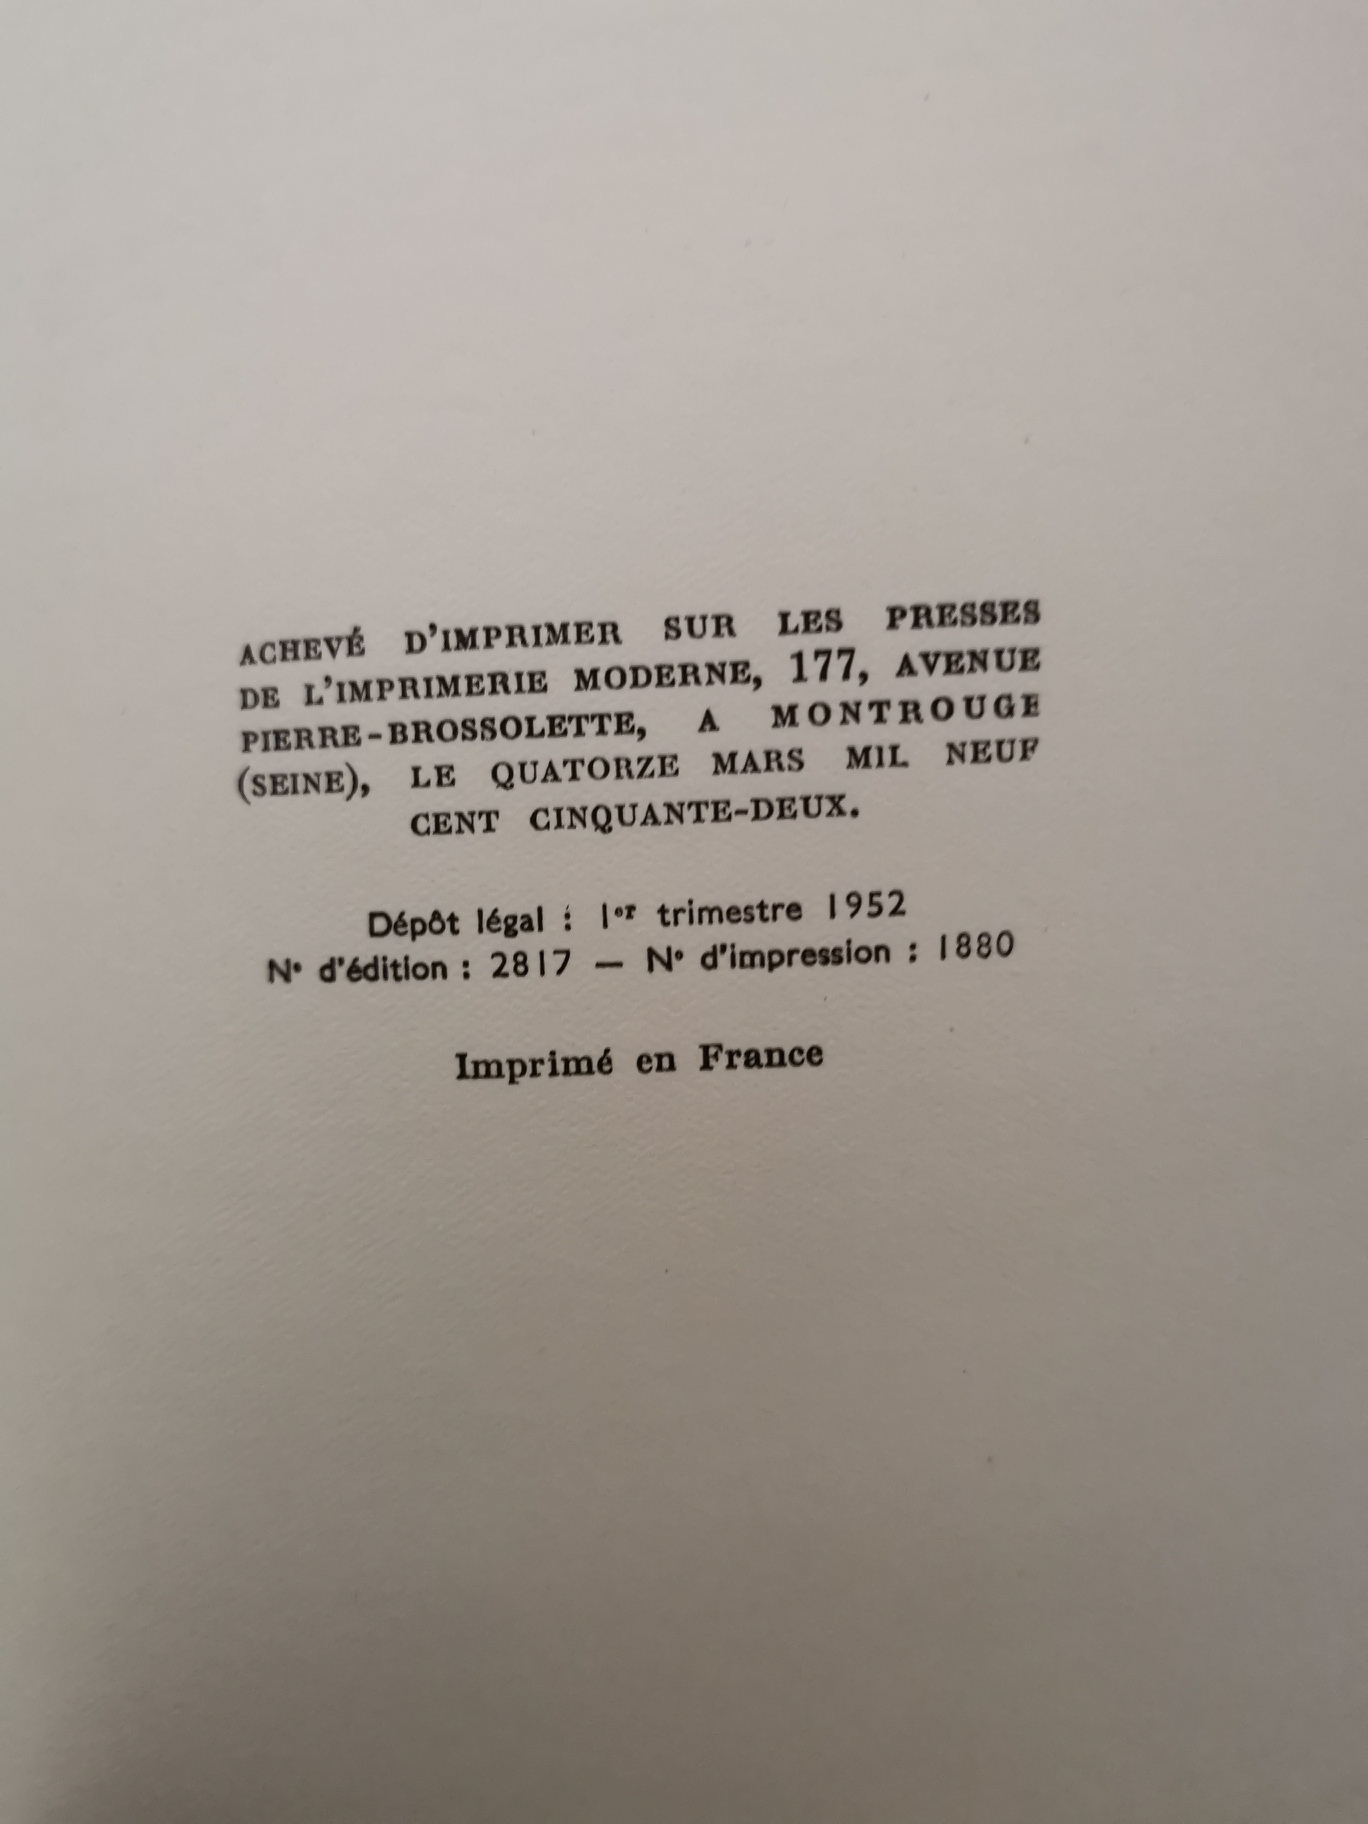 ACHEVÉ D'IMPRIMER SUR LES PRESSES
DE L'IMPRIMERIE MODERNE, 177, AVENUE
PIERRE-BROSSOLETTE, A MONTROUGE
(SEINE), LE QUATORZE MARS MIL NEUF
CENT CINQUANTE-DEUX.
Dépôt légal : 1er trimestre 1952
N° d'édition : 2817 — N° d'impression : 1880
Imprimé en France